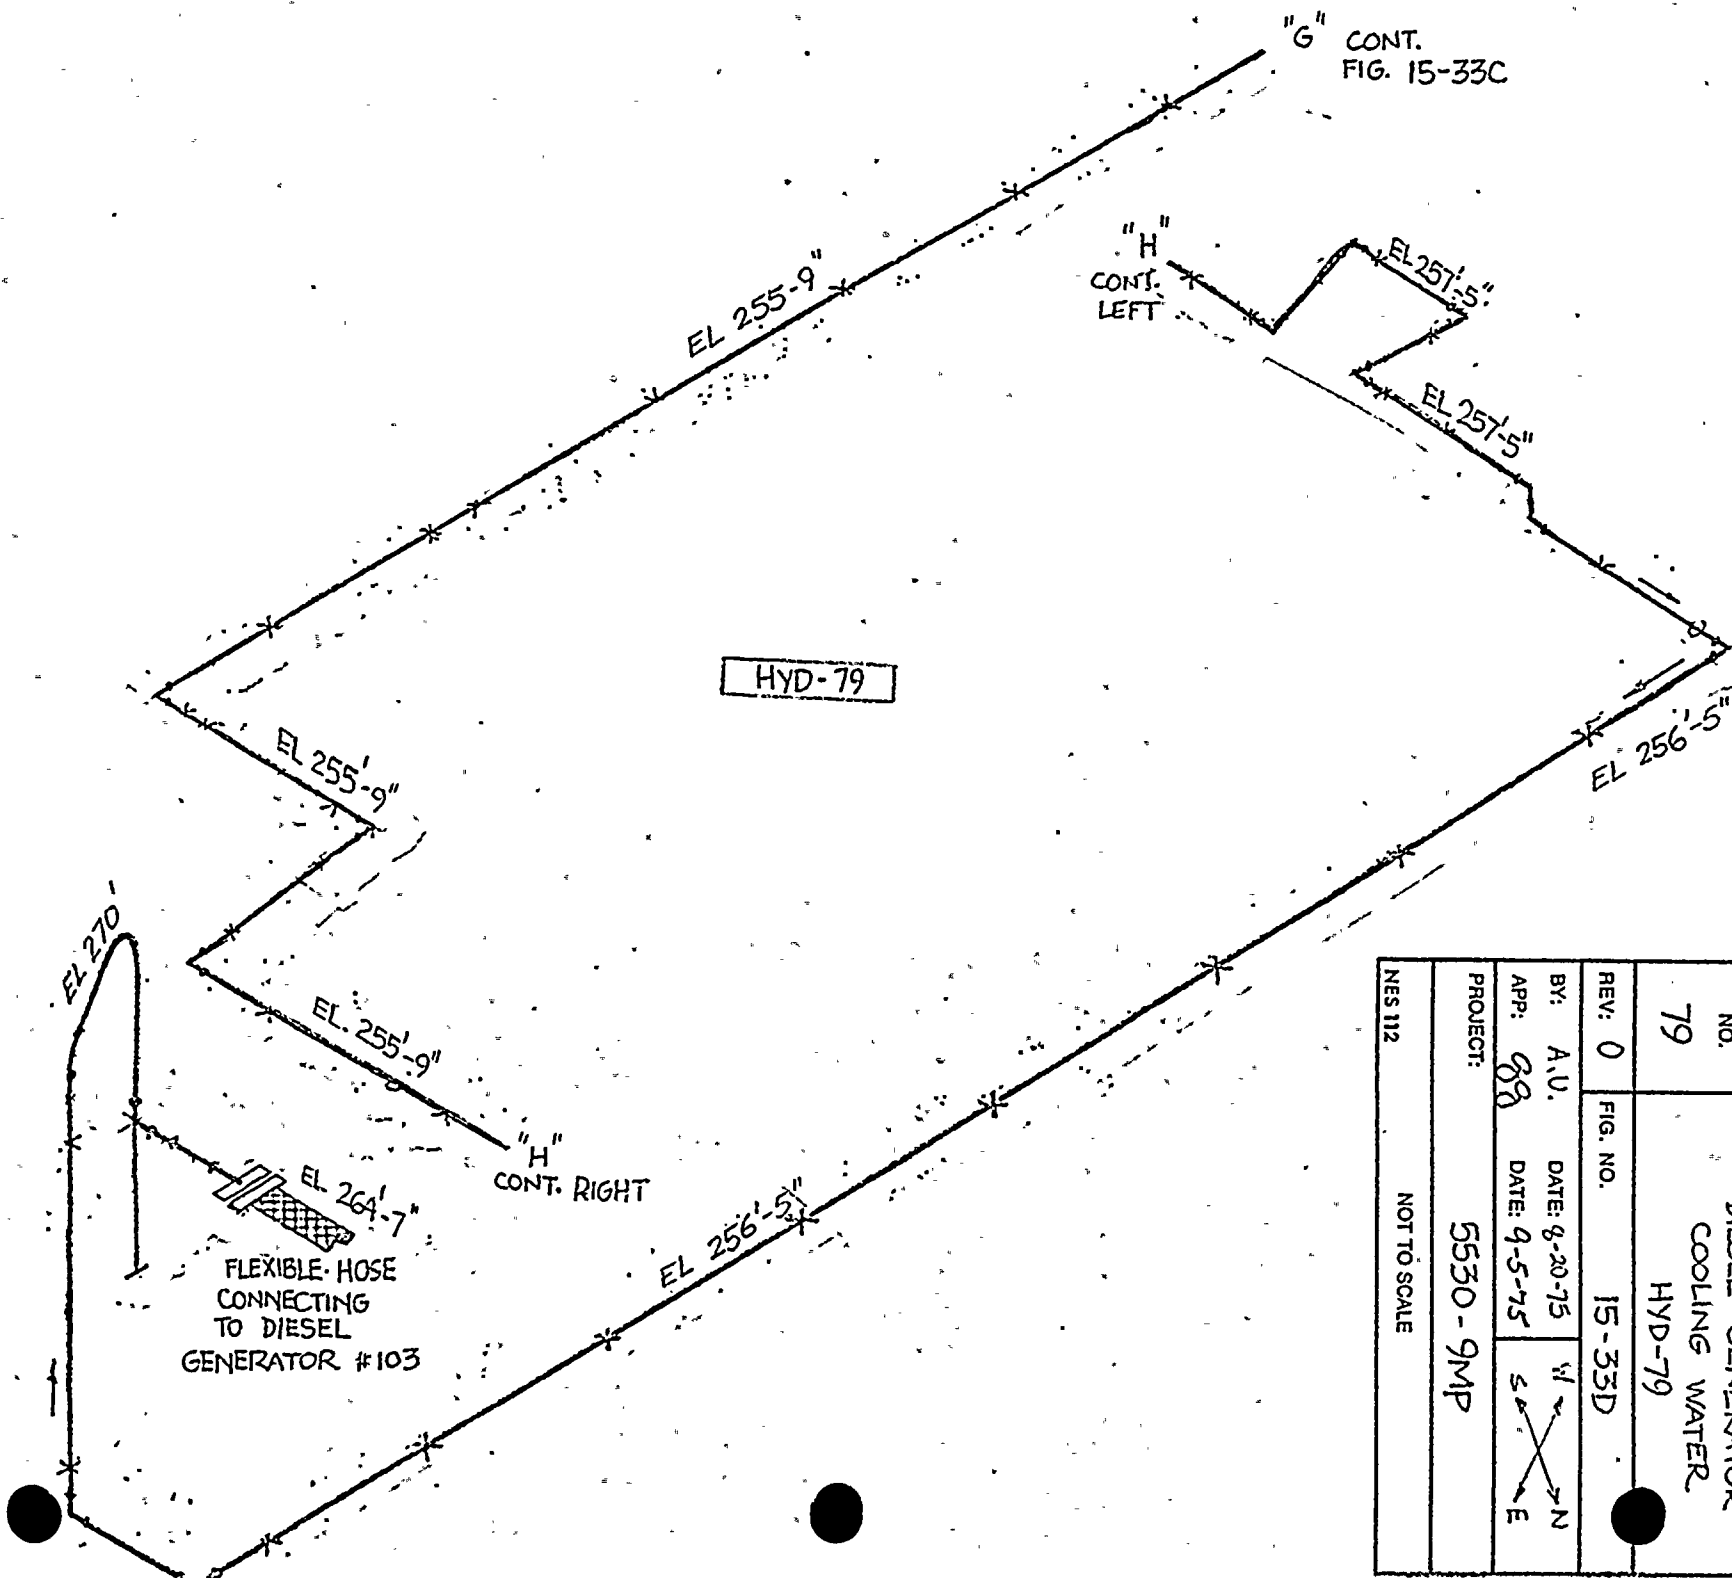 "G" CONT.
FIG. 15-33C
"H"
CONT.
LEFT
EL 257'-5"
EL 257'-5"
EL 255-9"
HYD-79
EL 256'-5"
EL 255'-9"
EL 270'
EL. 255'-9"
"H"
CONT. RIGHT
EL 264'-7"
FLEXIBLE HOSE
CONNECTING
TO DIESEL
GENERATOR #103
EL 256'-5"
NO.
79
COOLING WATER
HYD-79
REV: 0
FIG. NO. 15-33D
BY: A.U. DATE: 8-20-75
APP: DATE: 9-5-75
W N
S E
PROJECT: 5530-9MP
NES 112
NOT TO SCALE